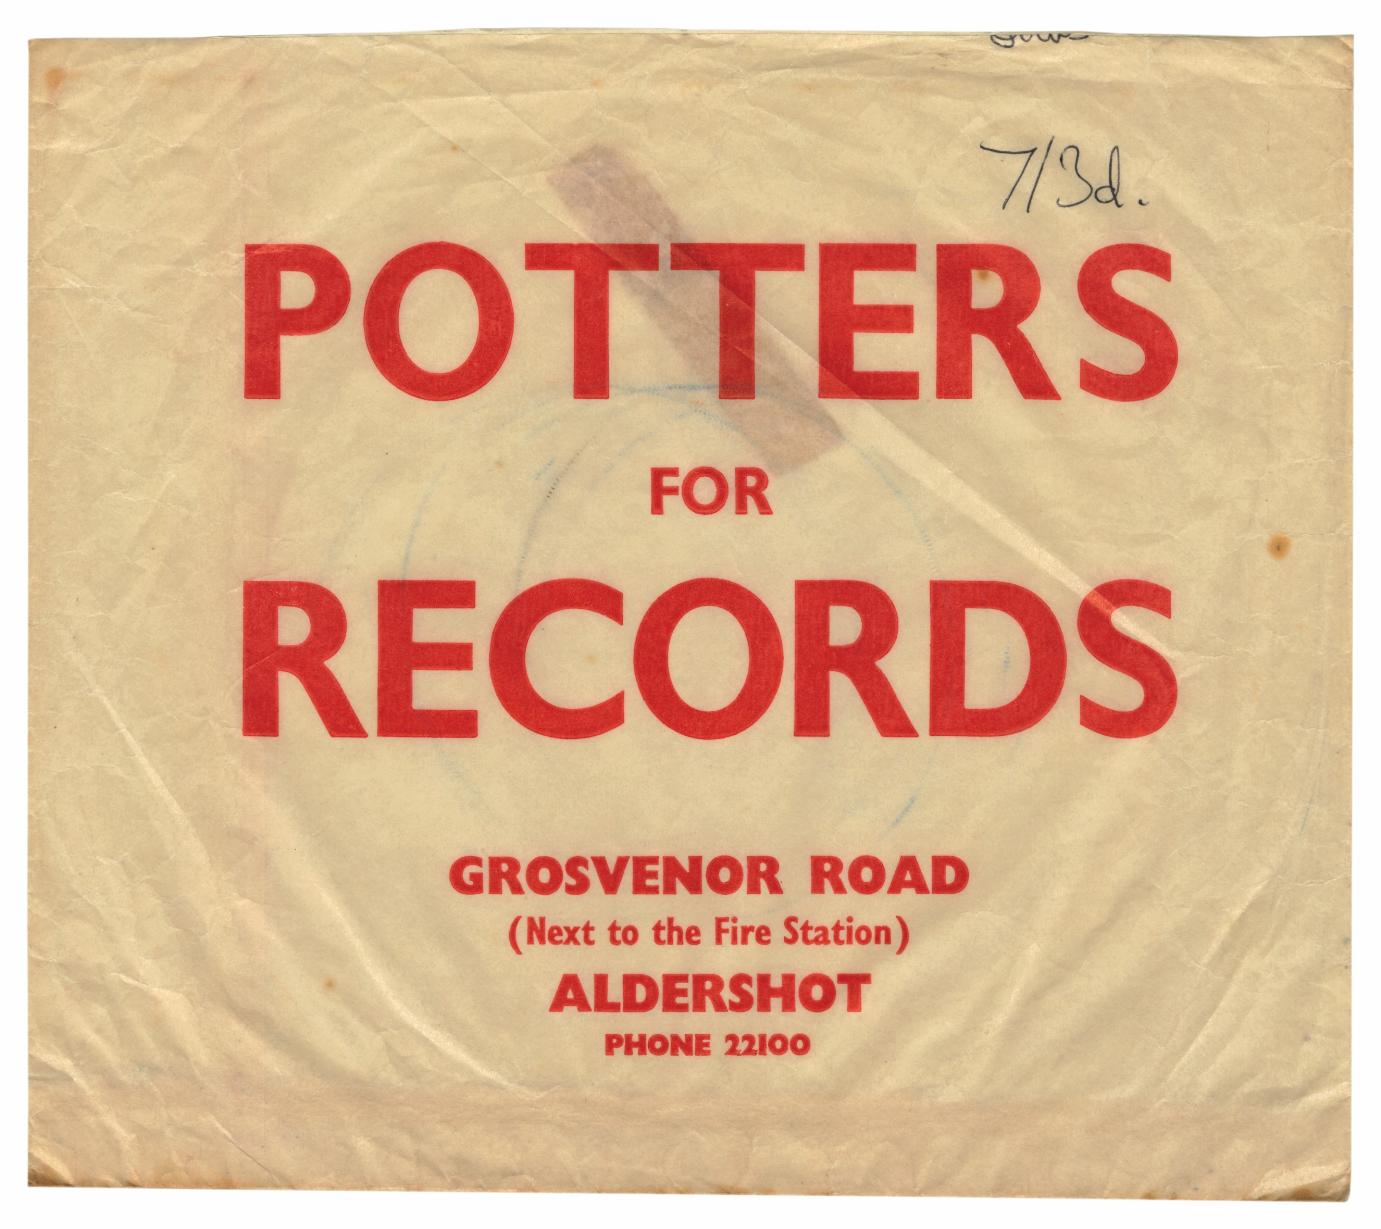 7/3d.
POTTERS
FOR
RECORDS
GROSVENOR ROAD
(Next to the Fire Station)
ALDERSHOT
PHONE 22100